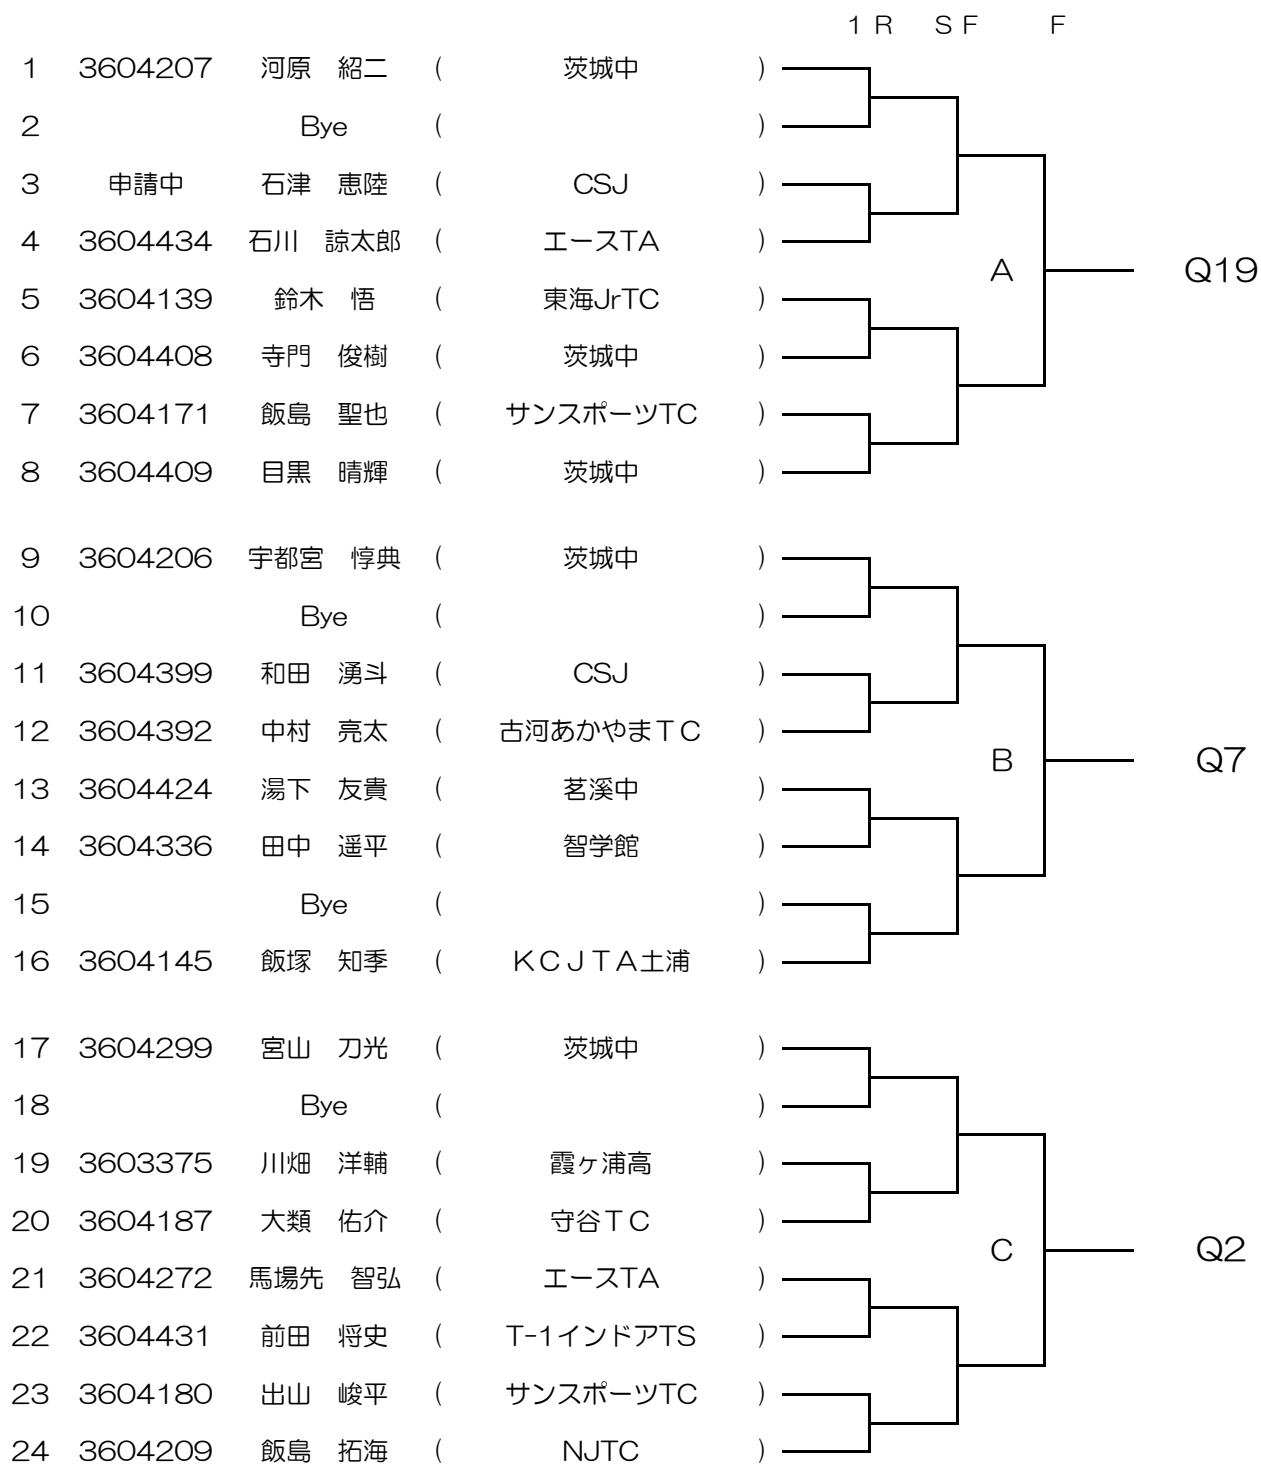 １Ｒ　ＳＦ　Ｆ
1 3604207 河原　紹二 ( 茨城中 )
2 Bye ( )
3 申請中 石津　恵陸 ( CSJ )
4 3604434 石川　諒太郎 ( エースTA )
A Q19
5 3604139 鈴木　悟 ( 東海JrTC )
6 3604408 寺門　俊樹 ( 茨城中 )
7 3604171 飯島　聖也 ( サンスポーツTC )
8 3604409 目黒　晴輝 ( 茨城中 )
9 3604206 宇都宮　惇典 ( 茨城中 )
10 Bye ( )
11 3604399 和田　湧斗 ( CSJ )
12 3604392 中村　亮太 ( 古河あかやまＴＣ )
B Q7
13 3604424 湯下　友貴 ( 茗溪中 )
14 3604336 田中　遥平 ( 智学館 )
15 Bye ( )
16 3604145 飯塚　知季 ( ＫＣＪＴＡ土浦 )
17 3604299 宮山　刀光 ( 茨城中 )
18 Bye ( )
19 3603375 川畑　洋輔 ( 霞ヶ浦高 )
20 3604187 大類　佑介 ( 守谷ＴＣ )
C Q2
21 3604272 馬場先　智弘 ( エースTA )
22 3604431 前田　将史 ( T-1インドアTS )
23 3604180 出山　峻平 ( サンスポーツTC )
24 3604209 飯島　拓海 ( NJTC )